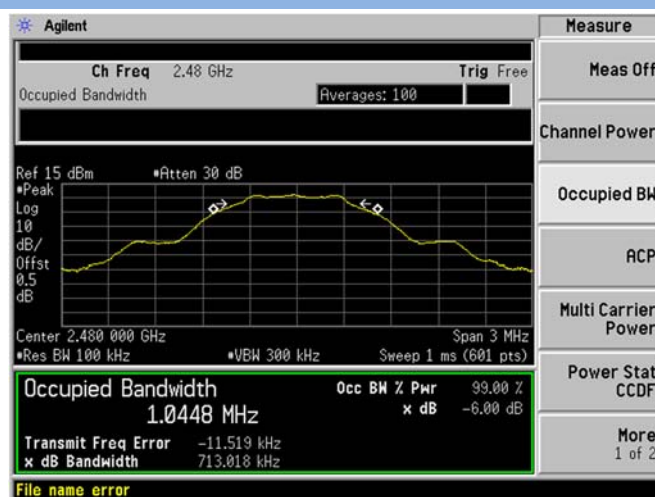 Agilent
Measure
Ch Freq 2.48 GHz
Trig Free
Occupied Bandwidth
Averages: 100
Meas Off
Channel Power
Occupied BW
ACP
Multi Carrier
Power
Power Stat
CCDF
More
1 of 2
Ref 15 dBm
*Atten 30 dB
*Peak
Log
10
dB/
Offst
0.5
dB
Center 2.480 000 GHz
Span 3 MHz
*Res BW 100 kHz
*VBW 300 kHz
Sweep 1 ms (601 pts)
Occupied Bandwidth
1.0448 MHz
Occ BW % Pwr 99.00 %
x dB -6.00 dB
Transmit Freq Error -11.519 kHz
x dB Bandwidth 713.018 kHz
File name error